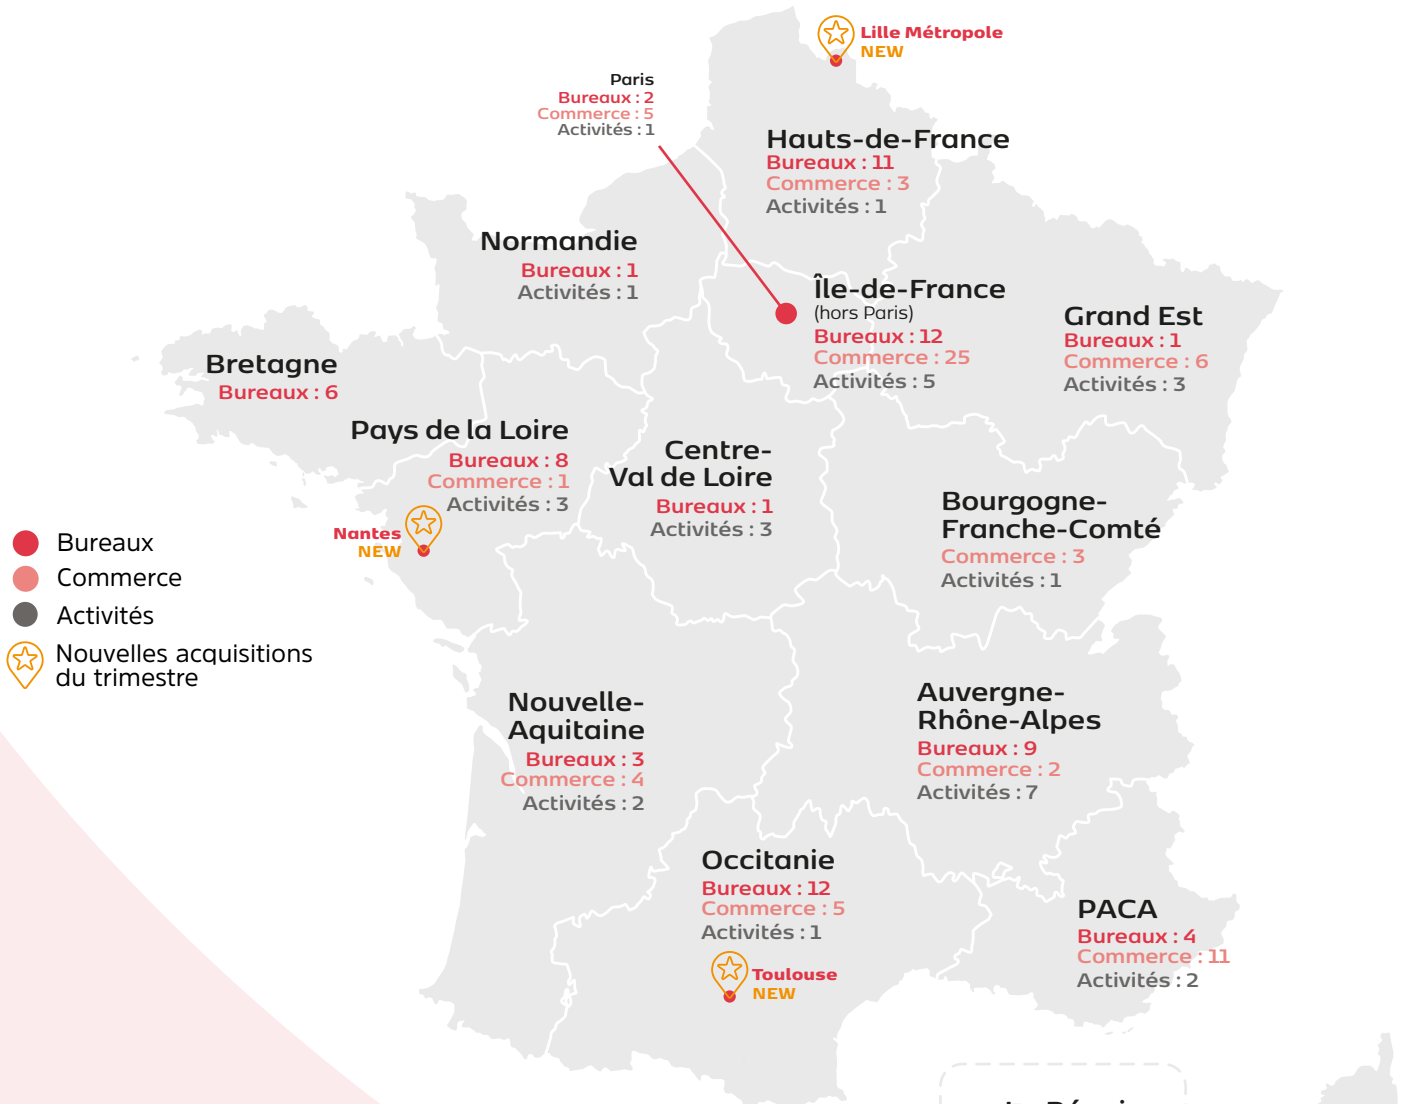 Lille Métropole
NEW
Paris
Bureaux : 2
Commerce : 5
Activités : 1
Hauts-de-France
Bureaux : 11
Commerce : 3
Activités : 1
Normandie
Bureaux : 1
Activités : 1
Île-de-France
(hors Paris)
Bureaux : 12
Commerce : 25
Activités : 5
Grand Est
Bureaux : 1
Commerce : 6
Activités : 3
Bretagne
Bureaux : 6
Pays de la Loire
Bureaux : 8
Commerce : 1
Activités : 3
Nantes
NEW
Centre-
Val de Loire
Bureaux : 1
Activités : 3
Bourgogne-
Franche-Comté
Commerce : 3
Activités : 1
Bureaux
Commerce
Activités
Nouvelles acquisitions
du trimestre
Nouvelle-
Aquitaine
Bureaux : 3
Commerce : 4
Activités : 2
Auvergne-
Rhône-Alpes
Bureaux : 9
Commerce : 2
Activités : 7
Occitanie
Bureaux : 12
Commerce : 5
Activités : 1
Toulouse
NEW
PACA
Bureaux : 4
Commerce : 11
Activités : 2